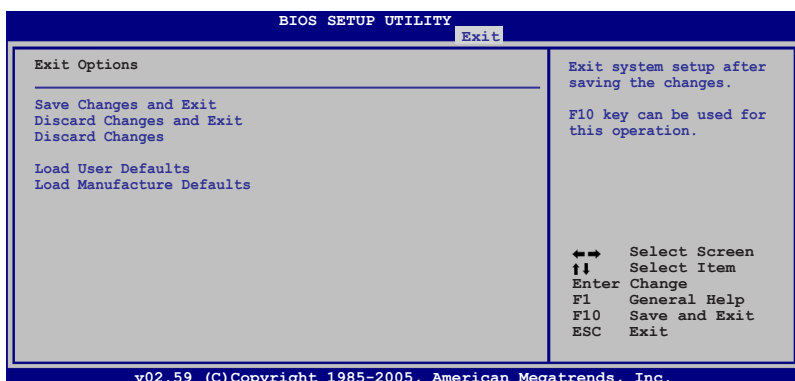 BIOS SETUP UTILITY
Exit
Exit Options
Save Changes and Exit
Discard Changes and Exit
Discard Changes
Load User Defaults
Load Manufacture Defaults
Exit system setup after
saving the changes.
F10 key can be used for
this operation.
←→ Select Screen
↑↓ Select Item
Enter Change
F1 General Help
F10 Save and Exit
ESC Exit
v02.59 (C)Copyright 1985-2005, American Megatrends, Inc.